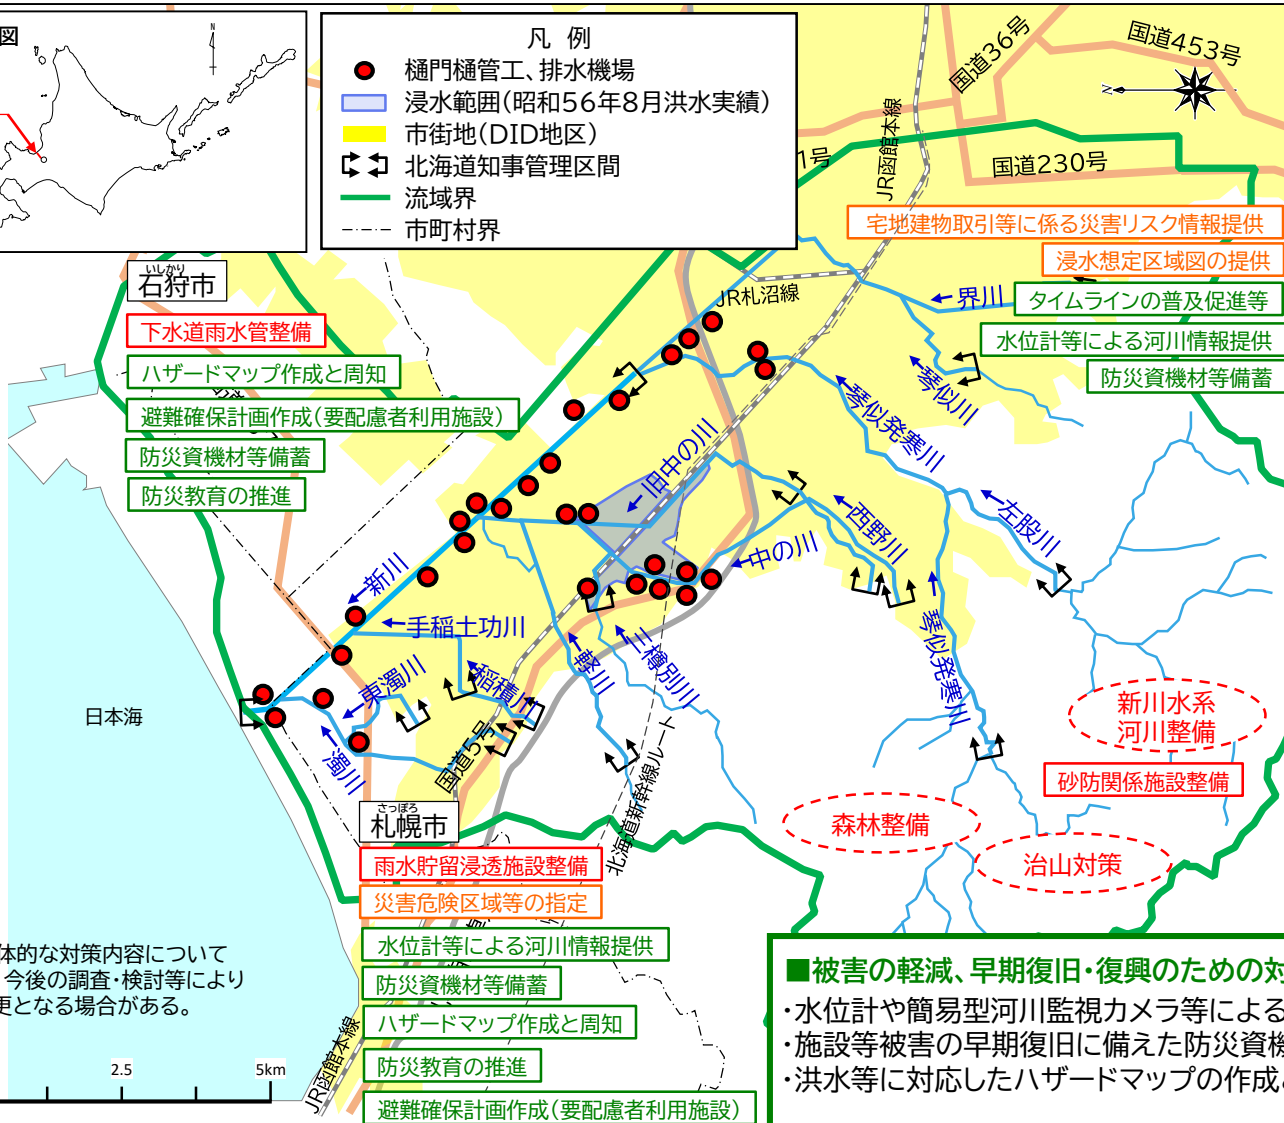 図
N
凡 例
樋門樋管工、排水機場
浸水範囲(昭和56年8月洪水実績)
市街地(DID地区)
北海道知事管理区間
流域界
市町村界
国道36号
国道453号
N
1号
JR函館本線
国道230号
宅地建物取引等に係る災害リスク情報提供
浸水想定区域図の提供
タイムラインの普及促進等
水位計等による河川情報提供
防災資機材等備蓄
いしかり
石狩市
下水道雨水管整備
ハザードマップ作成と周知
避難確保計画作成(要配慮者利用施設)
防災資機材等備蓄
防災教育の推進
JR札沼線
界川
琴似川
琴似発寒川
旧中の川
左股川
西野川
中の川
新川
手稲土功川
東濁川
稲積川
軽川
三樽別川
琴似発寒川
日本海
濁川
国道5号
北海道新幹線ルート
新川水系
河川整備
砂防関係施設整備
森林整備
治山対策
さっぽろ
札幌市
雨水貯留浸透施設整備
災害危険区域等の指定
水位計等による河川情報提供
防災資機材等備蓄
ハザードマップ作成と周知
防災教育の推進
避難確保計画作成(要配慮者利用施設)
体的な対策内容について
今後の調査・検討等により
更となる場合がある。
2.5
5km
JR函館本線
■被害の軽減、早期復旧・復興のための対
・水位計や簡易型河川監視カメラ等による
・施設等被害の早期復旧に備えた防災資機
・洪水等に対応したハザードマップの作成